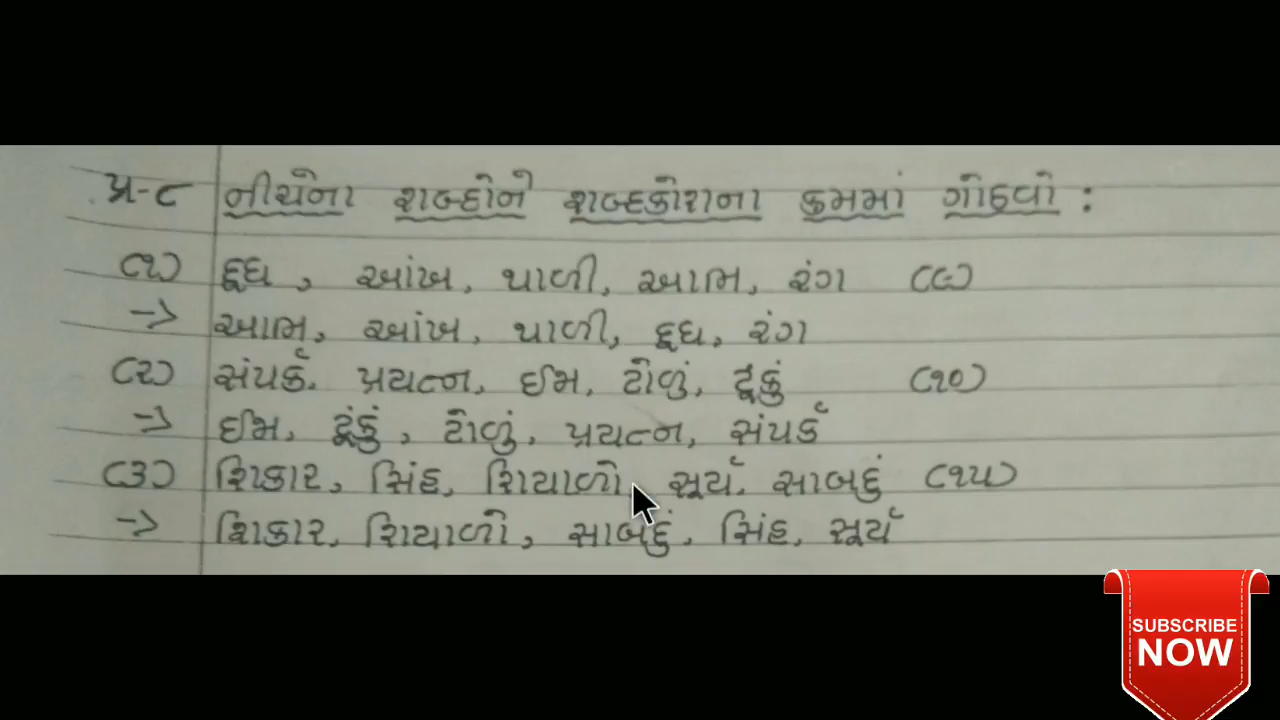 પ્ર-૮ નીચેના શબ્દોને શબ્દકોશના ક્રમમાં ગોઠવો :
(૧) દૂધ, આંખ, થાળી, આભ, રંગ (૯)
→ આભ, આંખ, થાળી, દૂધ, રંગ
(૨) સંપર્ક. પ્રયત્ન, ઈમ, ટોળું, ટૂંકું (૧૦)
→ ઈમ, ટૂંકું, ટોળું, પ્રયત્ન, સંપર્ક
(૩) શિકાર, સિંહ, શિયાળો, સૂર્ય, સાબદું (૧૫)
→ શિકાર, શિયાળો, સાબદું, સિંહ, સૂર્ય
SUBSCRIBE
NOW